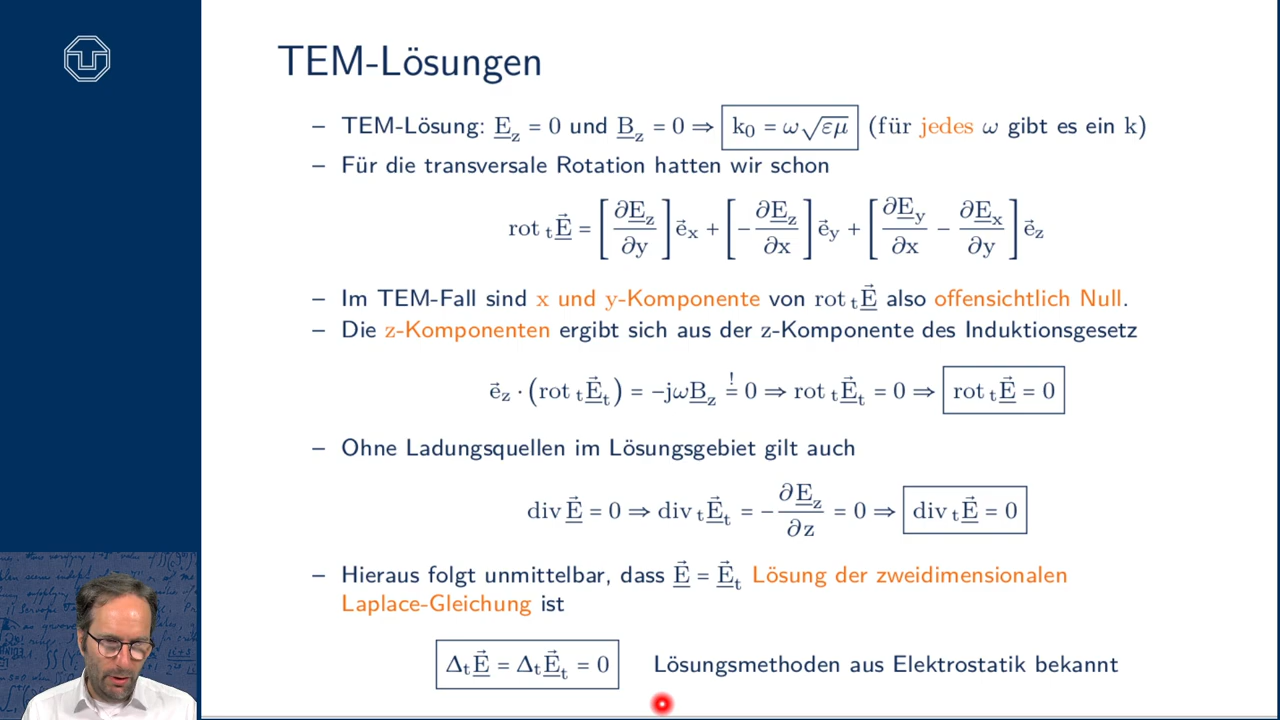 TEM-Lösungen
– TEM-Lösung: E_z = 0 und B_z = 0 ⇒ k₀ = ω√εμ (für jedes ω gibt es ein k)
– Für die transversale Rotation hatten wir schon
rot_t E⃗ = [∂E_z/∂y] e⃗_x + [−∂E_z/∂x] e⃗_y + [∂E_y/∂x − ∂E_x/∂y] e⃗_z
– Im TEM-Fall sind x und y-Komponente von rot_t E⃗ also offensichtlich Null.
– Die z-Komponenten ergibt sich aus der z-Komponente des Induktionsgesetz
e⃗_z · (rot_t E⃗_t) = −jωB_z =! 0 ⇒ rot_t E⃗_t = 0 ⇒ rot_t E⃗ = 0
– Ohne Ladungsquellen im Lösungsgebiet gilt auch
div E⃗ = 0 ⇒ div_t E⃗_t = −∂E_z/∂z = 0 ⇒ div_t E⃗ = 0
– Hieraus folgt unmittelbar, dass E⃗ = E⃗_t Lösung der zweidimensionalen
Laplace-Gleichung ist
Δ_t E⃗ = Δ_t E⃗_t = 0 Lösungsmethoden aus Elektrostatik bekannt